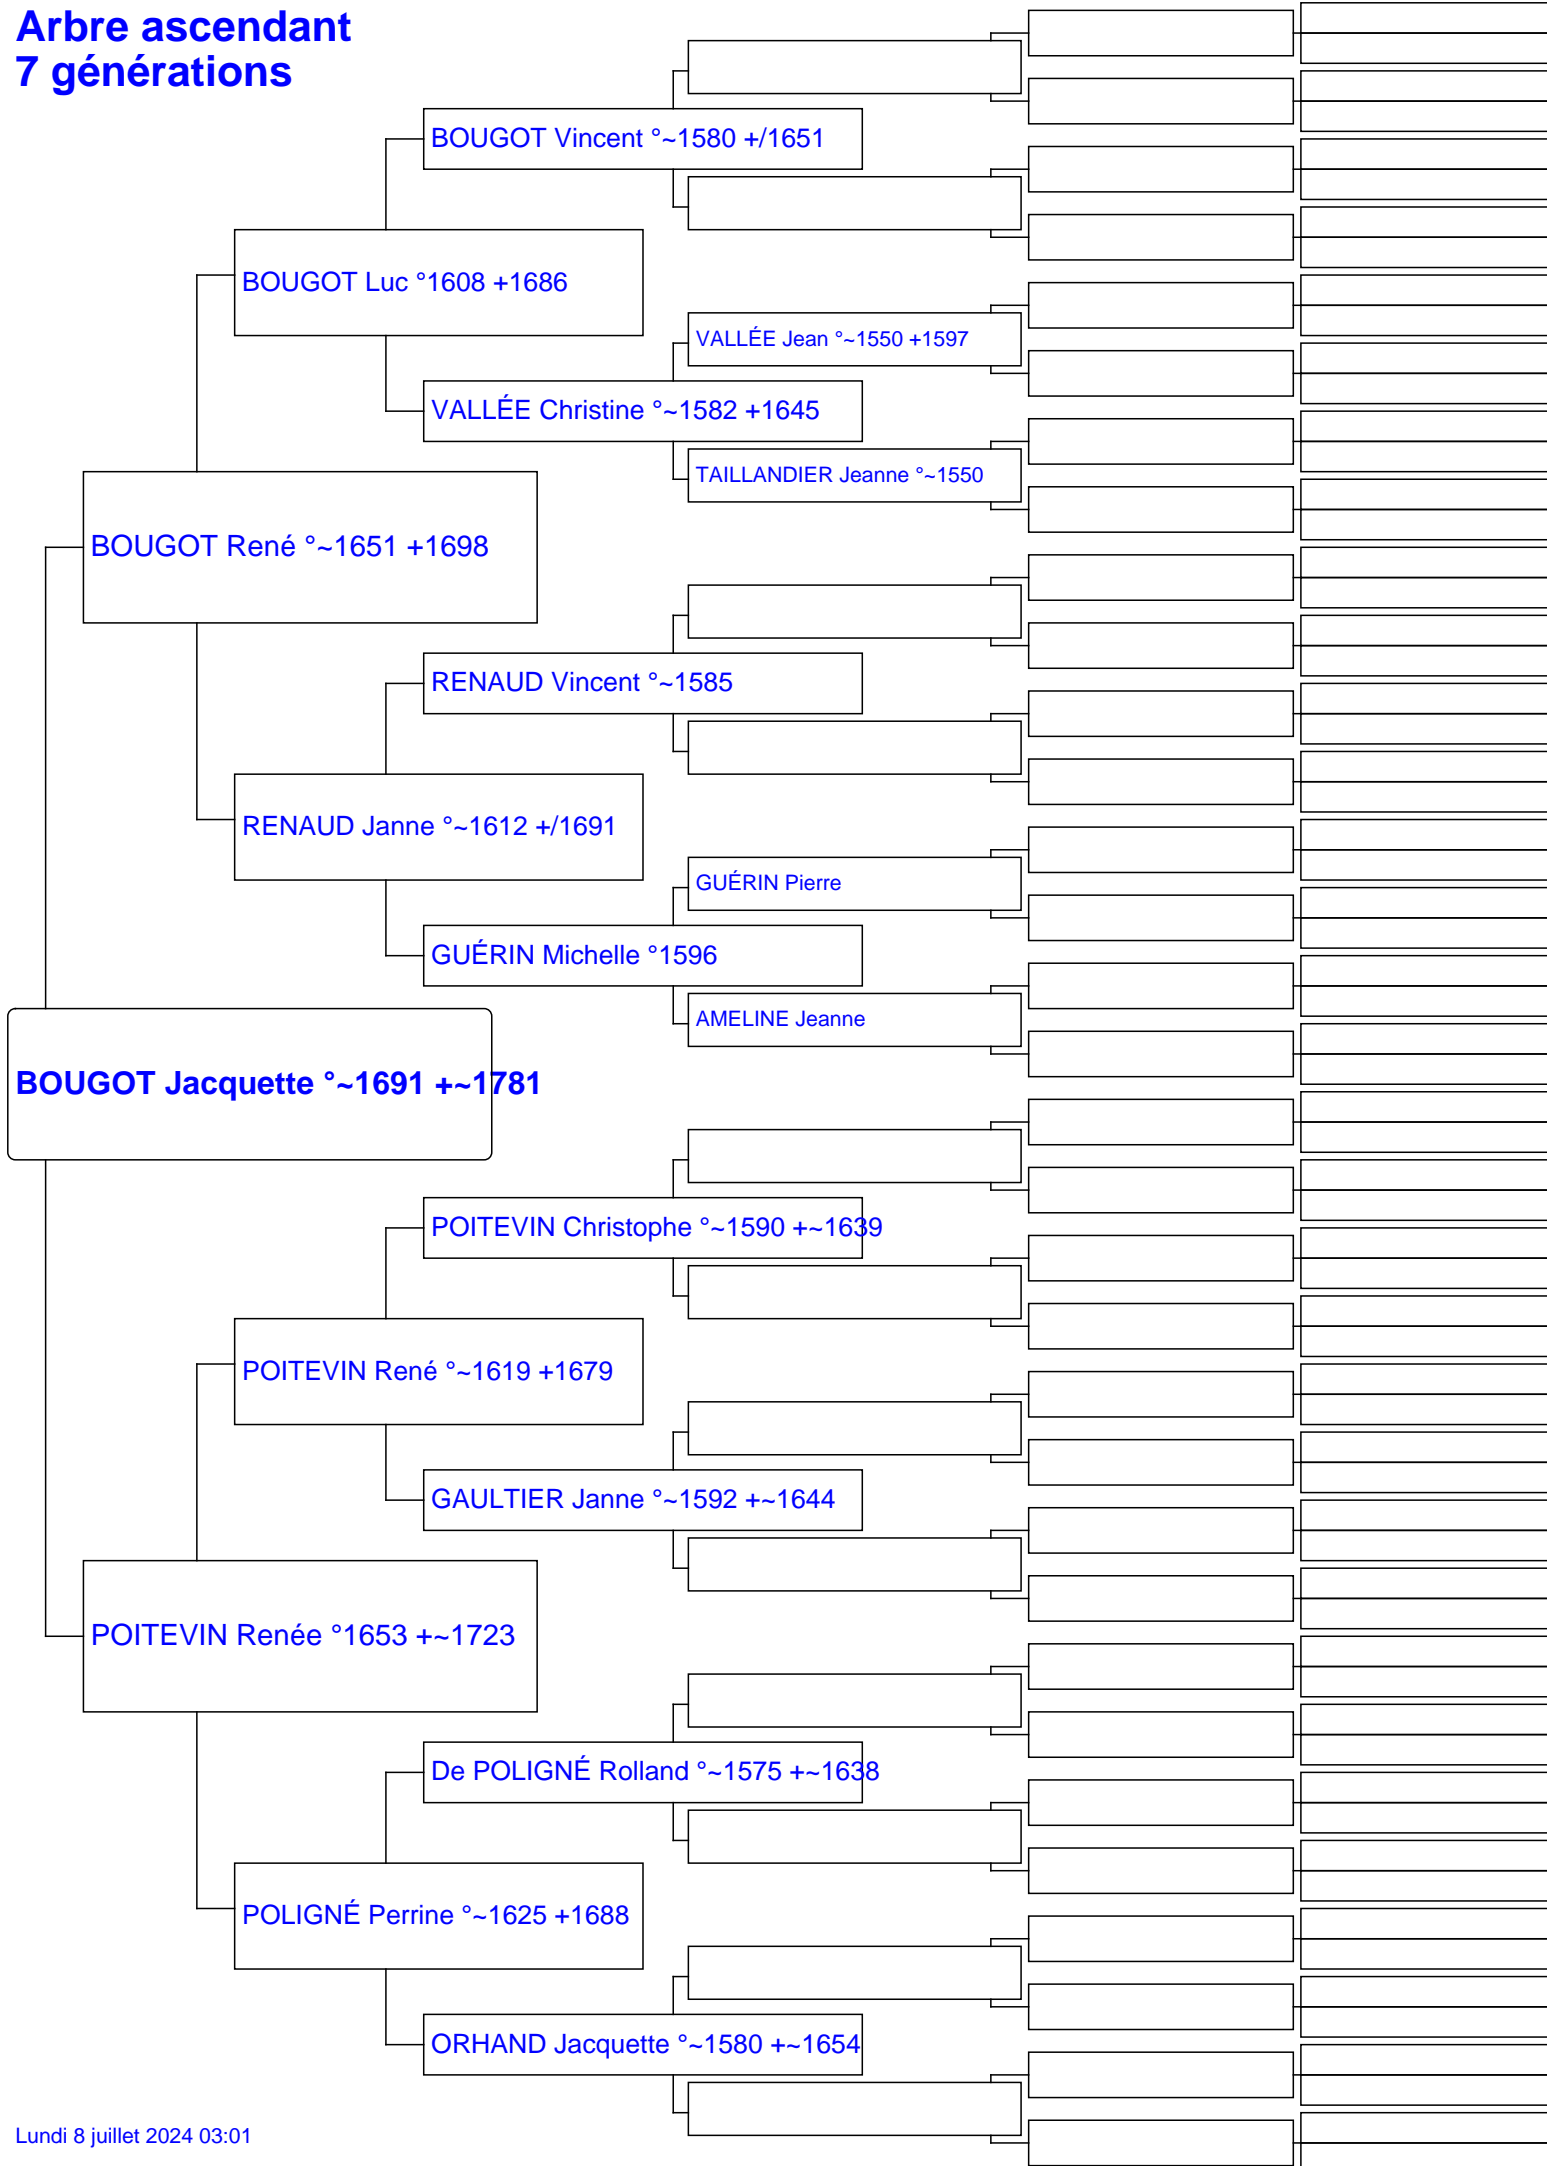 Arbre ascendant
7 générations
BOUGOT Vincent °~1580 +/1651
BOUGOT Luc °1608 +1686
VALLÉE Jean °~1550 +1597
VALLÉE Christine °~1582 +1645
TAILLANDIER Jeanne °~1550
BOUGOT René °~1651 +1698
RENAUD Vincent °~1585
RENAUD Janne °~1612 +/1691
GUÉRIN Pierre
GUÉRIN Michelle °1596
AMELINE Jeanne
BOUGOT Jacquette °~1691 +~1781
POITEVIN Christophe °~1590 +~1639
POITEVIN René °~1619 +1679
GAULTIER Janne °~1592 +~1644
POITEVIN Renée °1653 +~1723
De POLIGNÉ Rolland °~1575 +~1638
POLIGNÉ Perrine °~1625 +1688
ORHAND Jacquette °~1580 +~1654
Lundi 8 juillet 2024 03:01